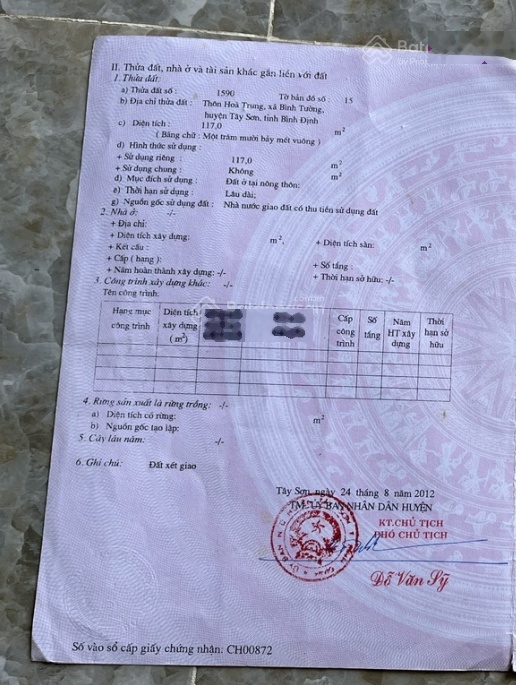 II. Thửa đất, nhà ở và tài sản khác gắn liền với đất
1. Thửa đất:
a) Thửa đất số : 1590 Tờ bản đồ số : 15
b) Địa chỉ thửa đất : Thôn Hoà Trung, xã Bình Tường,
huyện Tây Sơn, tỉnh Bình Định
c) Diện tích : 117,0 m²
( Bằng chữ : Một trăm mười bảy mét vuông )
d) Hình thức sử dụng :
+ Sử dụng riêng : 117,0 m²
+ Sử dụng chung : Không m²
đ) Mục đích sử dụng : Đất ở tại nông thôn;
e) Thời hạn sử dụng : Lâu dài;
g) Nguồn gốc sử dụng đất : Nhà nước giao đất có thu tiền sử dụng đất
2. Nhà ở: -/-
+ Địa chỉ:
+ Diện tích xây dựng: m², + Diện tích sàn: m²
+ Kết cấu :
+ Cấp ( hạng ): + Số tầng :
+ Năm hoàn thành xây dựng: -/- + Thời hạn sở hữu: -/-
3. Công trình xây dựng khác: -/-
Tên công trình:
Hạng mục công trình
Diện tích xây dựng ( m²)
Cấp công trình
Số tầng
Năm HT xây dựng
Thời hạn sở hữu
4. Rừng sản xuất là rừng trồng: -/-
a) Diện tích có rừng: m²
b) Nguồn gốc tạo lập:
5. Cây lâu năm: -/-
6. Ghi chú: Đất xét giao
Tây Sơn, ngày 24 tháng 8 năm 2012
TM. ỦY BAN NHÂN DÂN HUYỆN
KT.CHỦ TỊCH
PHÓ CHỦ TỊCH
Đỗ Văn Sỹ
Số vào sổ cấp giấy chứng nhận: CH00872